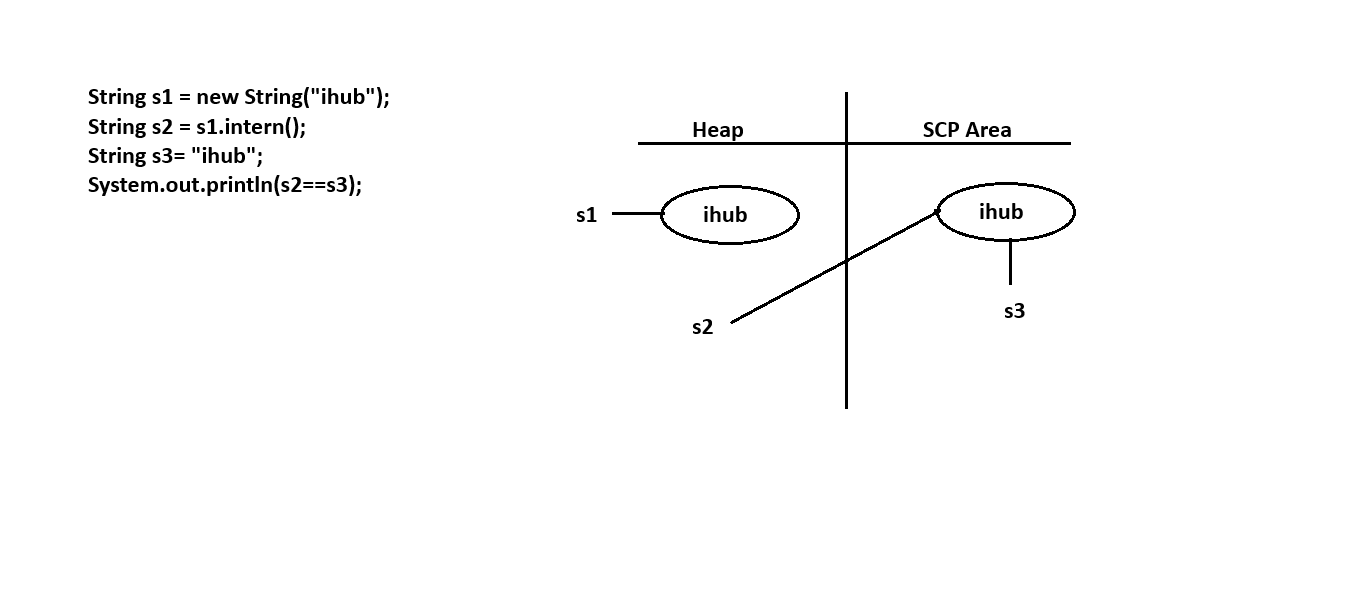 String s1 = new String("ihub");
String s2 = s1.intern();
String s3= "ihub";
System.out.println(s2==s3);
Heap
SCP Area
s1
ihub
ihub
s2
s3